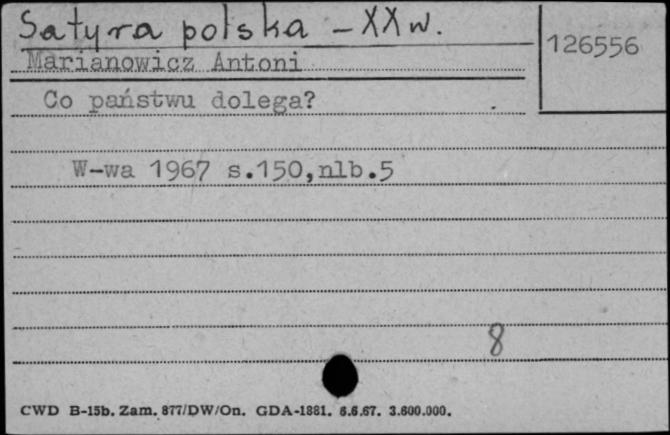 Satyra polska – XX w.
126556
Marianowicz Antoni
Co państwu dolega?
W-wa 1967 s.150,nlb.5
8
CWD B-15b. Zam. 877/DW/On. GDA-1881. 6.6.67. 3.600.000.